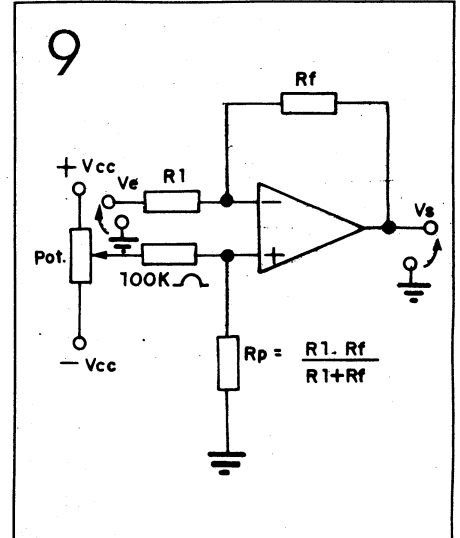 9
Rf
+ Vcc
Ve
R1
−
Vs
Pot.
+
100K
− Vcc
Rp = R1. Rf
R1+Rf